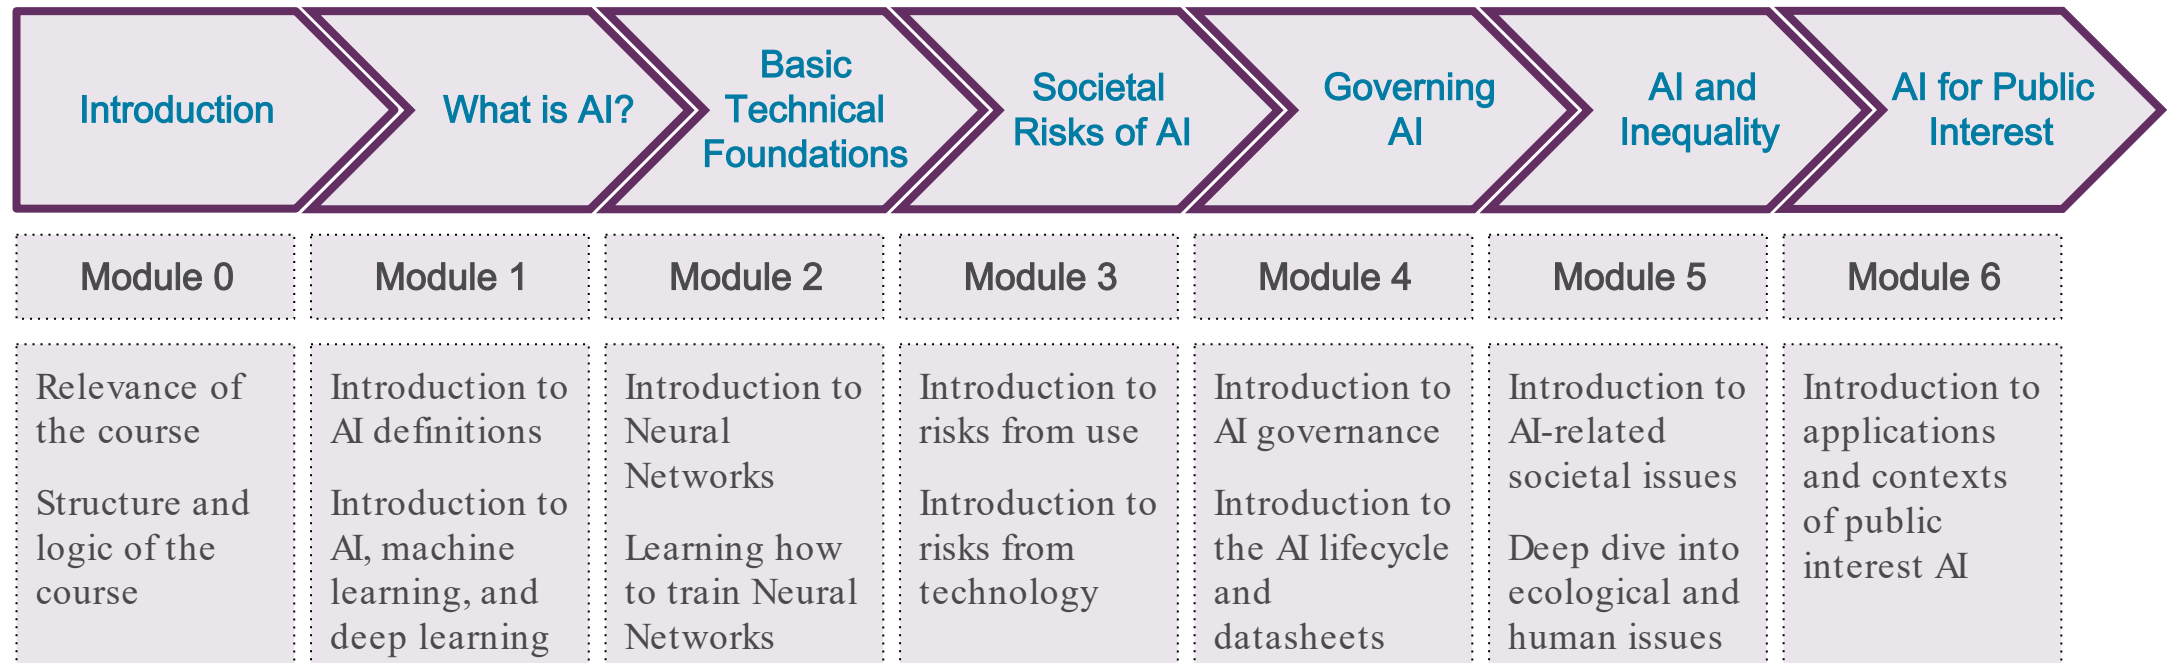 Introduction
What is AI?
Basic
Technical
Foundations
Societal
Risks of AI
Governing
AI
AI and
Inequality
AI for Public
Interest
Module 0
Module 1
Module 2
Module 3
Module 4
Module 5
Module 6
Relevance of
the course
Structure and
logic of the
course
Introduction to
AI definitions
Introduction to
AI, machine
learning, and
deep learning
Introduction to
Neural
Networks
Learning how
to train Neural
Networks
Introduction to
risks from use
Introduction to
risks from
technology
Introduction to
AI governance
Introduction to
the AI lifecycle
and
datasheets
Introduction to
AI-related
societal issues
Deep dive into
ecological and
human issues
Introduction to
applications
and contexts
of public
interest AI